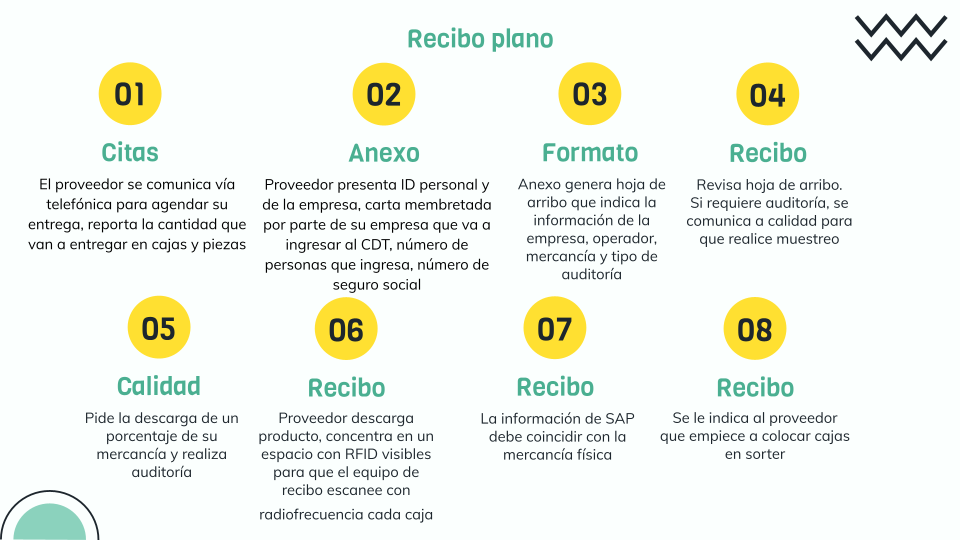 Recibo plano
01
Citas
El proveedor se comunica vía
telefónica para agendar su
entrega, reporta la cantidad que
van a entregar en cajas y piezas
02
Anexo
Proveedor presenta ID personal y
de la empresa, carta membretada
por parte de su empresa que va a
ingresar al CDT, número de
personas que ingresa, número de
seguro social
03
Formato
Anexo genera hoja de
arribo que indica la
información de la
empresa, operador,
mercancía y tipo de
auditoría
04
Recibo
Revisa hoja de arribo.
Si requiere auditoría, se
comunica a calidad para
que realice muestreo
05
Calidad
Pide la descarga de un
porcentaje de su
mercancía y realiza
auditoría
06
Recibo
Proveedor descarga
producto, concentra en un
espacio con RFID visibles
para que el equipo de
recibo escanee con
radiofrecuencia cada caja
07
Recibo
La información de SAP
debe coincidir con la
mercancía física
08
Recibo
Se le indica al proveedor
que empiece a colocar cajas
en sorter